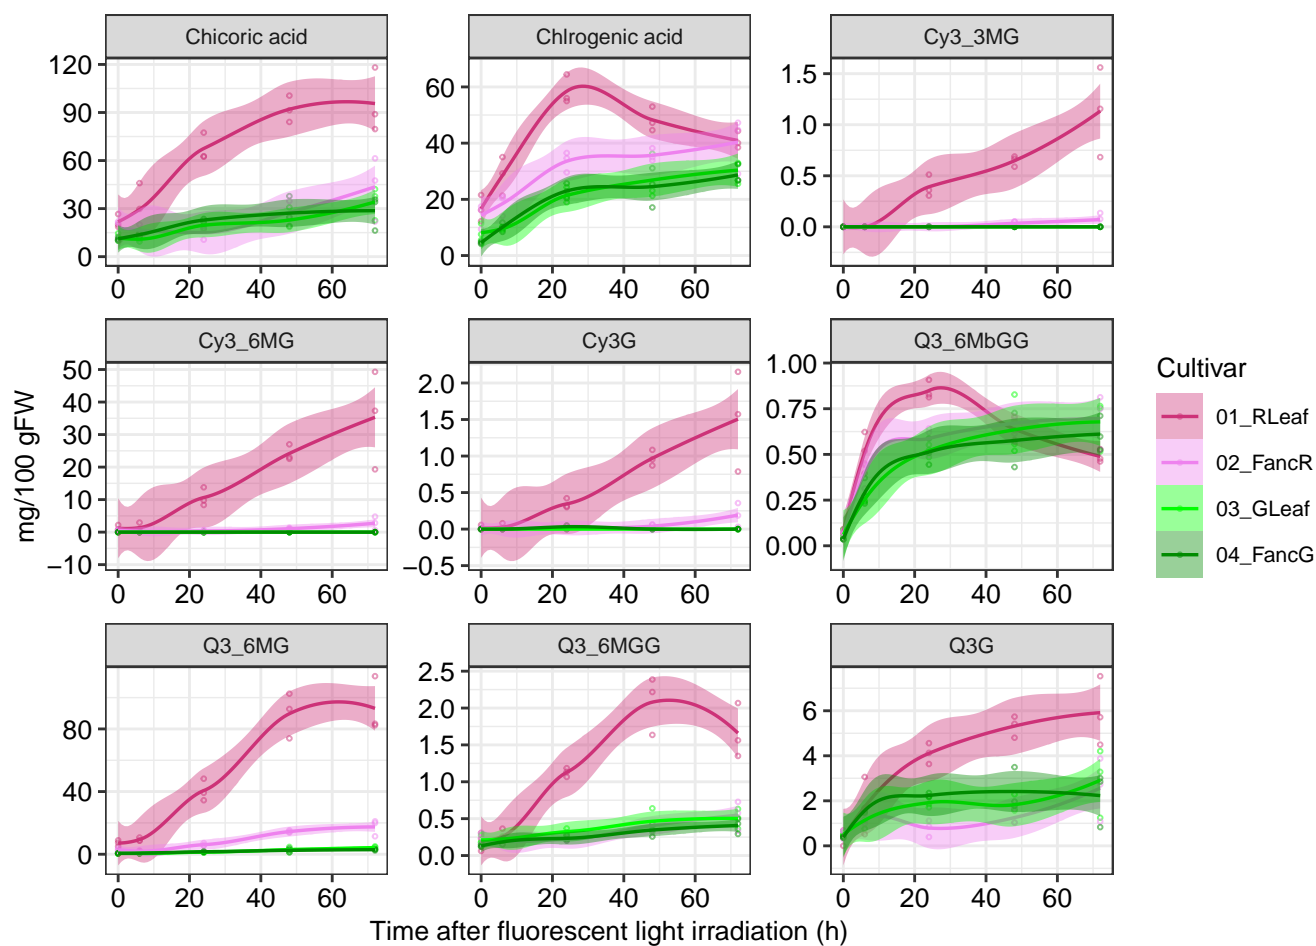 Chicoric acid
Chlrogenic acid
Cy3_3MG
120
90
60
30
0
0 20 40 60
60
40
20
0
0 20 40 60
1.5
1.0
0.5
0.0
0 20 40 60
Cy3_6MG
Cy3G
Q3_6MbGG
50
40
30
20
10
0
−10
0 20 40 60
2.0
1.5
1.0
0.5
0.0
−0.5
0 20 40 60
1.00
0.75
0.50
0.25
0.00
0 20 40 60
Q3_6MG
Q3_6MGG
Q3G
80
40
0
0 20 40 60
2.5
2.0
1.5
1.0
0.5
0.0
0 20 40 60
6
4
2
0
0 20 40 60
mg/100 gFW
Time after fluorescent light irradiation (h)
Cultivar
01_RLeaf
02_FancR
03_GLeaf
04_FancG